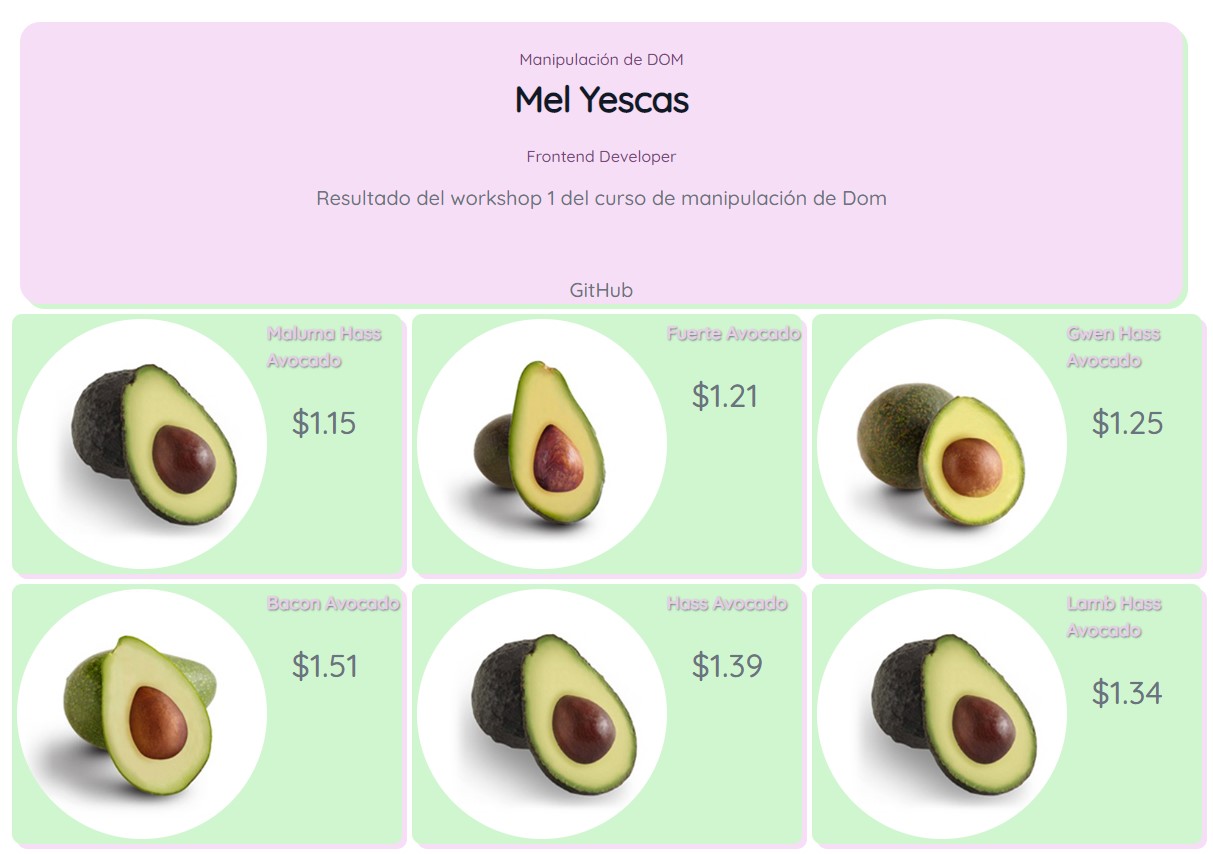 Manipulación de DOM
Mel Yescas
Frontend Developer
Resultado del workshop 1 del curso de manipulación de Dom
GitHub
Maluma Hass
Avocado
$1.15
Fuerte Avocado
$1.21
Gwen Hass
Avocado
$1.25
Bacon Avocado
$1.51
Hass Avocado
$1.39
Lamb Hass
Avocado
$1.34